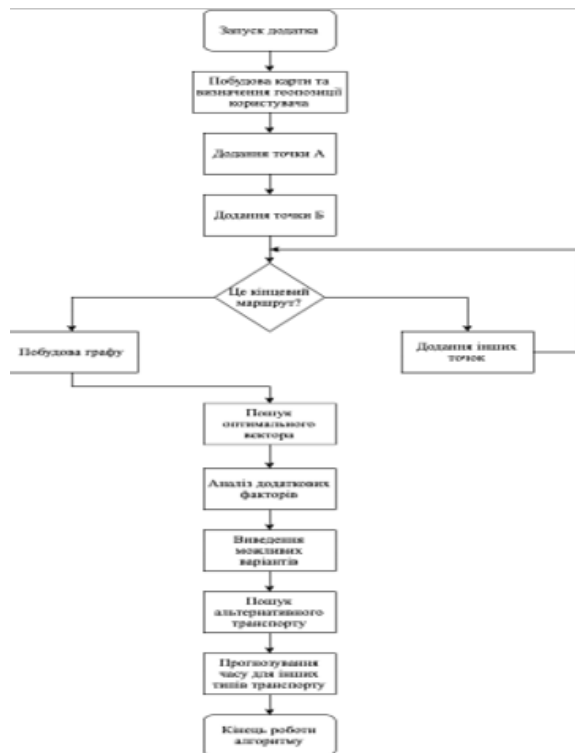 Запуск додатка
Побудова карти та
визначення геопозиції
користувача
Додання точки А
Додання точки Б
Це кінцевий
маршрут?
Побудова графу
Додання інших
точок
Пошук
оптимального
вектора
Аналіз додаткових
факторів
Виведення
можливих
варіантів
Пошук
альтернативного
транспорту
Прогнозування
часу для інших
типів транспорту
Кінець роботи
алгоритму